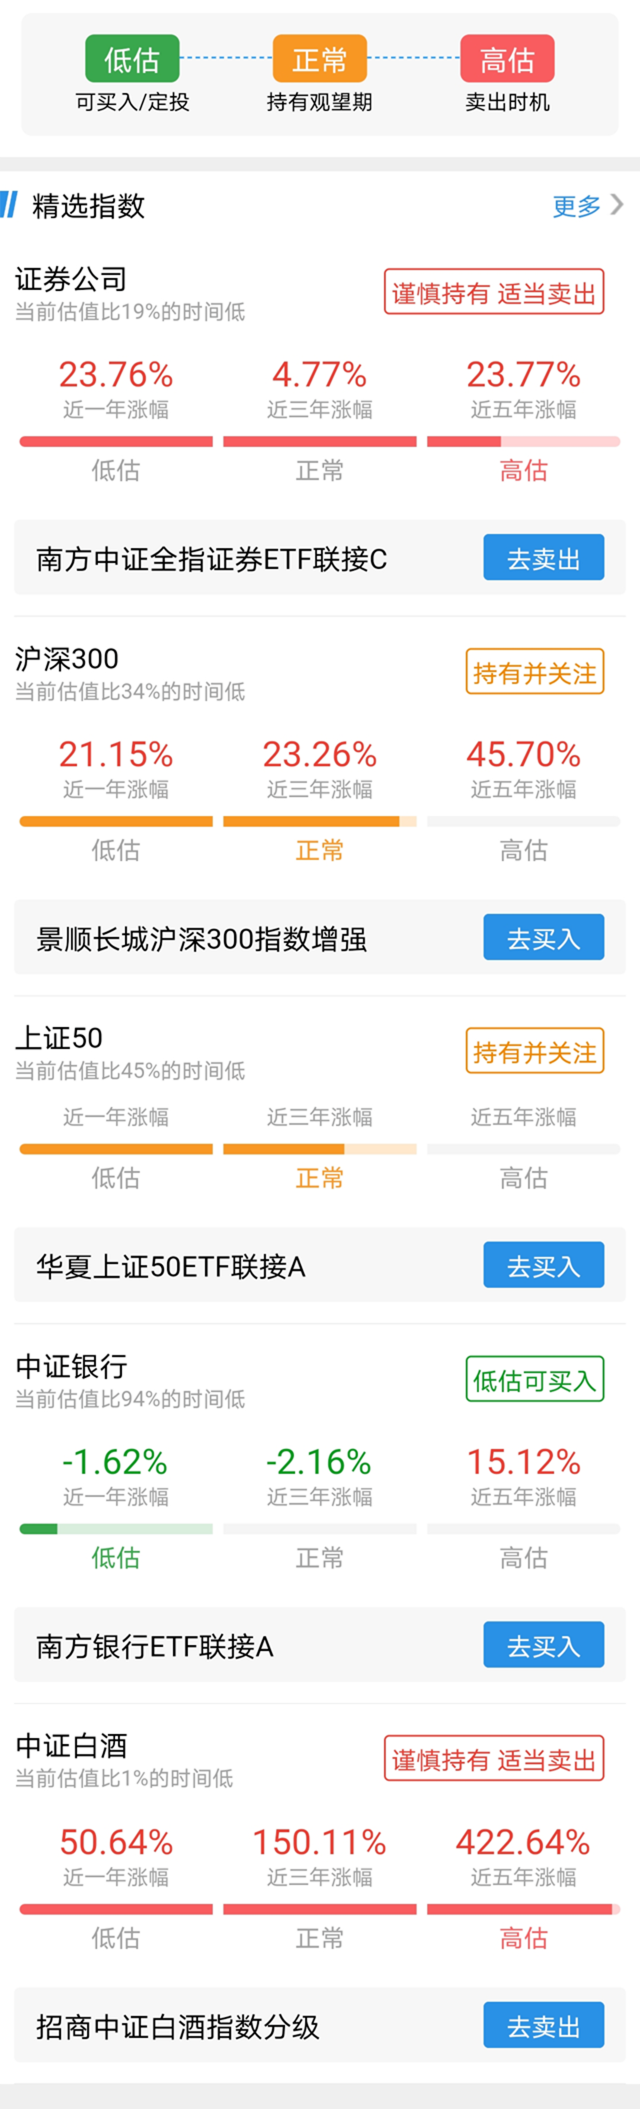 低估 正常 高估
可买入/定投 持有观望期 卖出时机
精选指数 更多
证券公司 谨慎持有 适当卖出
当前估值比19%的时间低
23.76% 4.77% 23.77%
近一年涨幅 近三年涨幅 近五年涨幅
低估 正常 高估
南方中证全指证券ETF联接C 去卖出
沪深300 持有并关注
当前估值比34%的时间低
21.15% 23.26% 45.70%
近一年涨幅 近三年涨幅 近五年涨幅
低估 正常 高估
景顺长城沪深300指数增强 去买入
上证50 持有并关注
当前估值比45%的时间低
近一年涨幅 近三年涨幅 近五年涨幅
低估 正常 高估
华夏上证50ETF联接A 去买入
中证银行 低估可买入
当前估值比94%的时间低
-1.62% -2.16% 15.12%
近一年涨幅 近三年涨幅 近五年涨幅
低估 正常 高估
南方银行ETF联接A 去买入
中证白酒 谨慎持有 适当卖出
当前估值比1%的时间低
50.64% 150.11% 422.64%
近一年涨幅 近三年涨幅 近五年涨幅
低估 正常 高估
招商中证白酒指数分级 去卖出